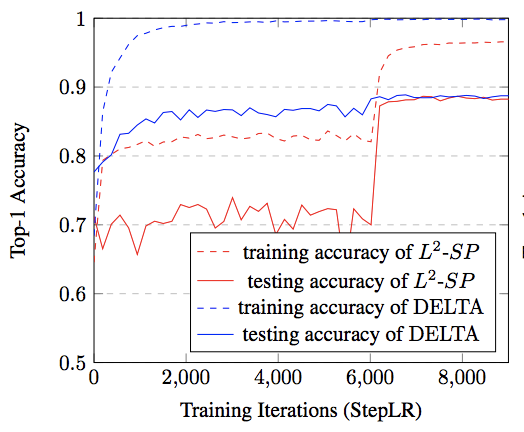 1
0.9
0.8
0.7
0.6
0.5
Top-1 Accuracy
training accuracy of L²-SP
testing accuracy of L²-SP
training accuracy of DELTA
testing accuracy of DELTA
0 2,000 4,000 6,000 8,000
Training Iterations (StepLR)